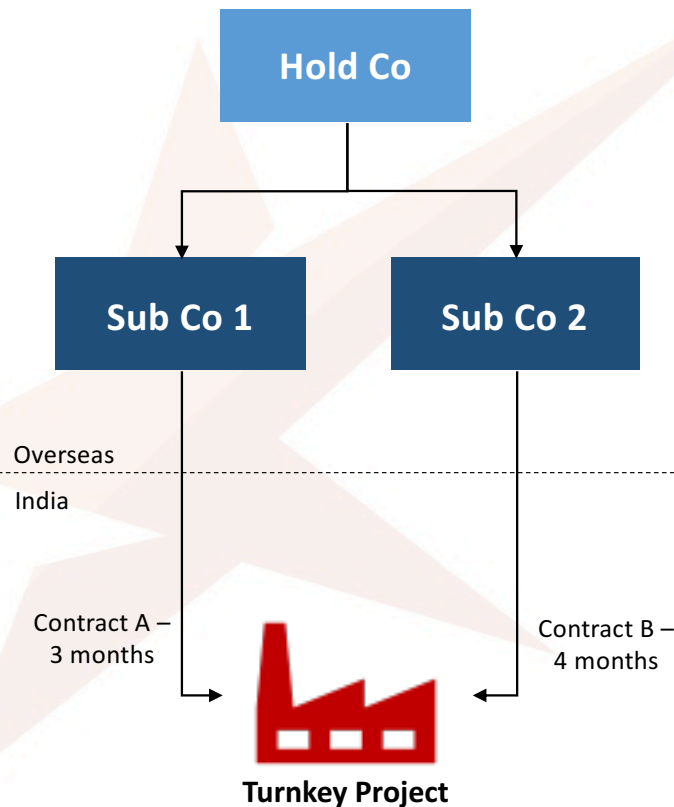 Hold Co
Sub Co 1
Sub Co 2
Overseas
India
Contract A –
3 months
Contract B –
4 months
Turnkey Project